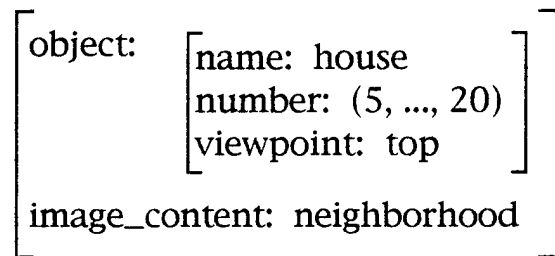 object:
name: house
number: (5, ..., 20)
viewpoint: top
image_content: neighborhood